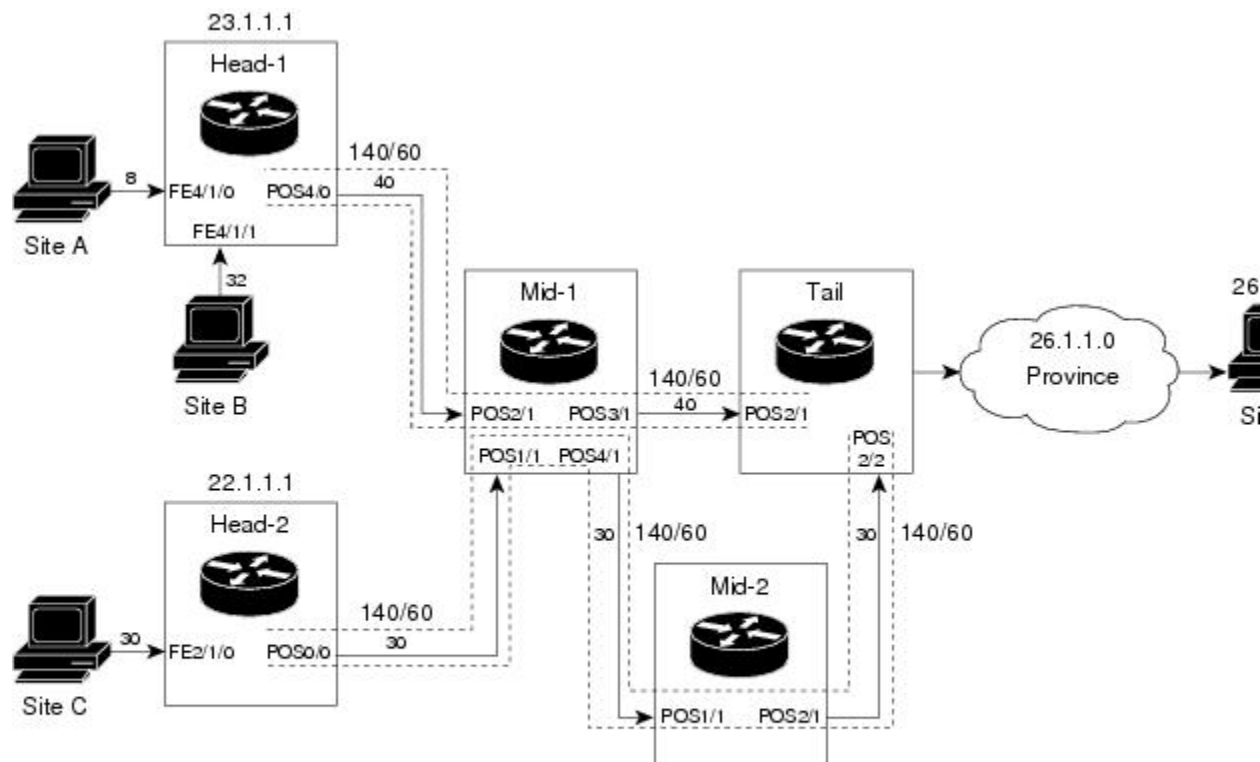 23.1.1.1
Head-1
140/60
8
FE4/1/0
POS4/0
40
Site A
FE4/1/1
32
Site B
Mid-1
Tail
26
26.1.1.0
Province
140/60
POS2/1
POS3/1
40
POS2/1
POS1/1
POS4/1
POS
2/2
22.1.1.1
Head-2
30
140/60
30
140/60
Mid-2
140/60
30
FE2/1/0
POS0/0
30
Site C
POS1/1
POS2/1